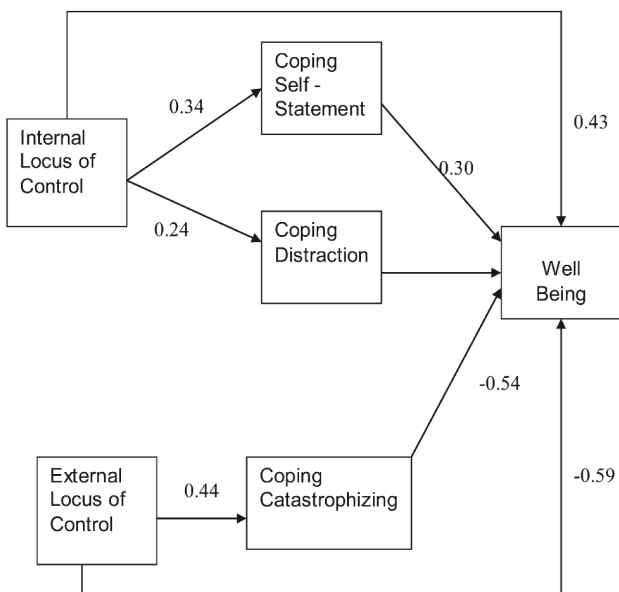 Coping
Self -
Statement
0.34
0.43
Internal
Locus of
Control
0.30
0.24
Coping
Distraction
Well
Being
-0.54
External
Locus of
Control
0.44
Coping
Catastrophizing
-0.59